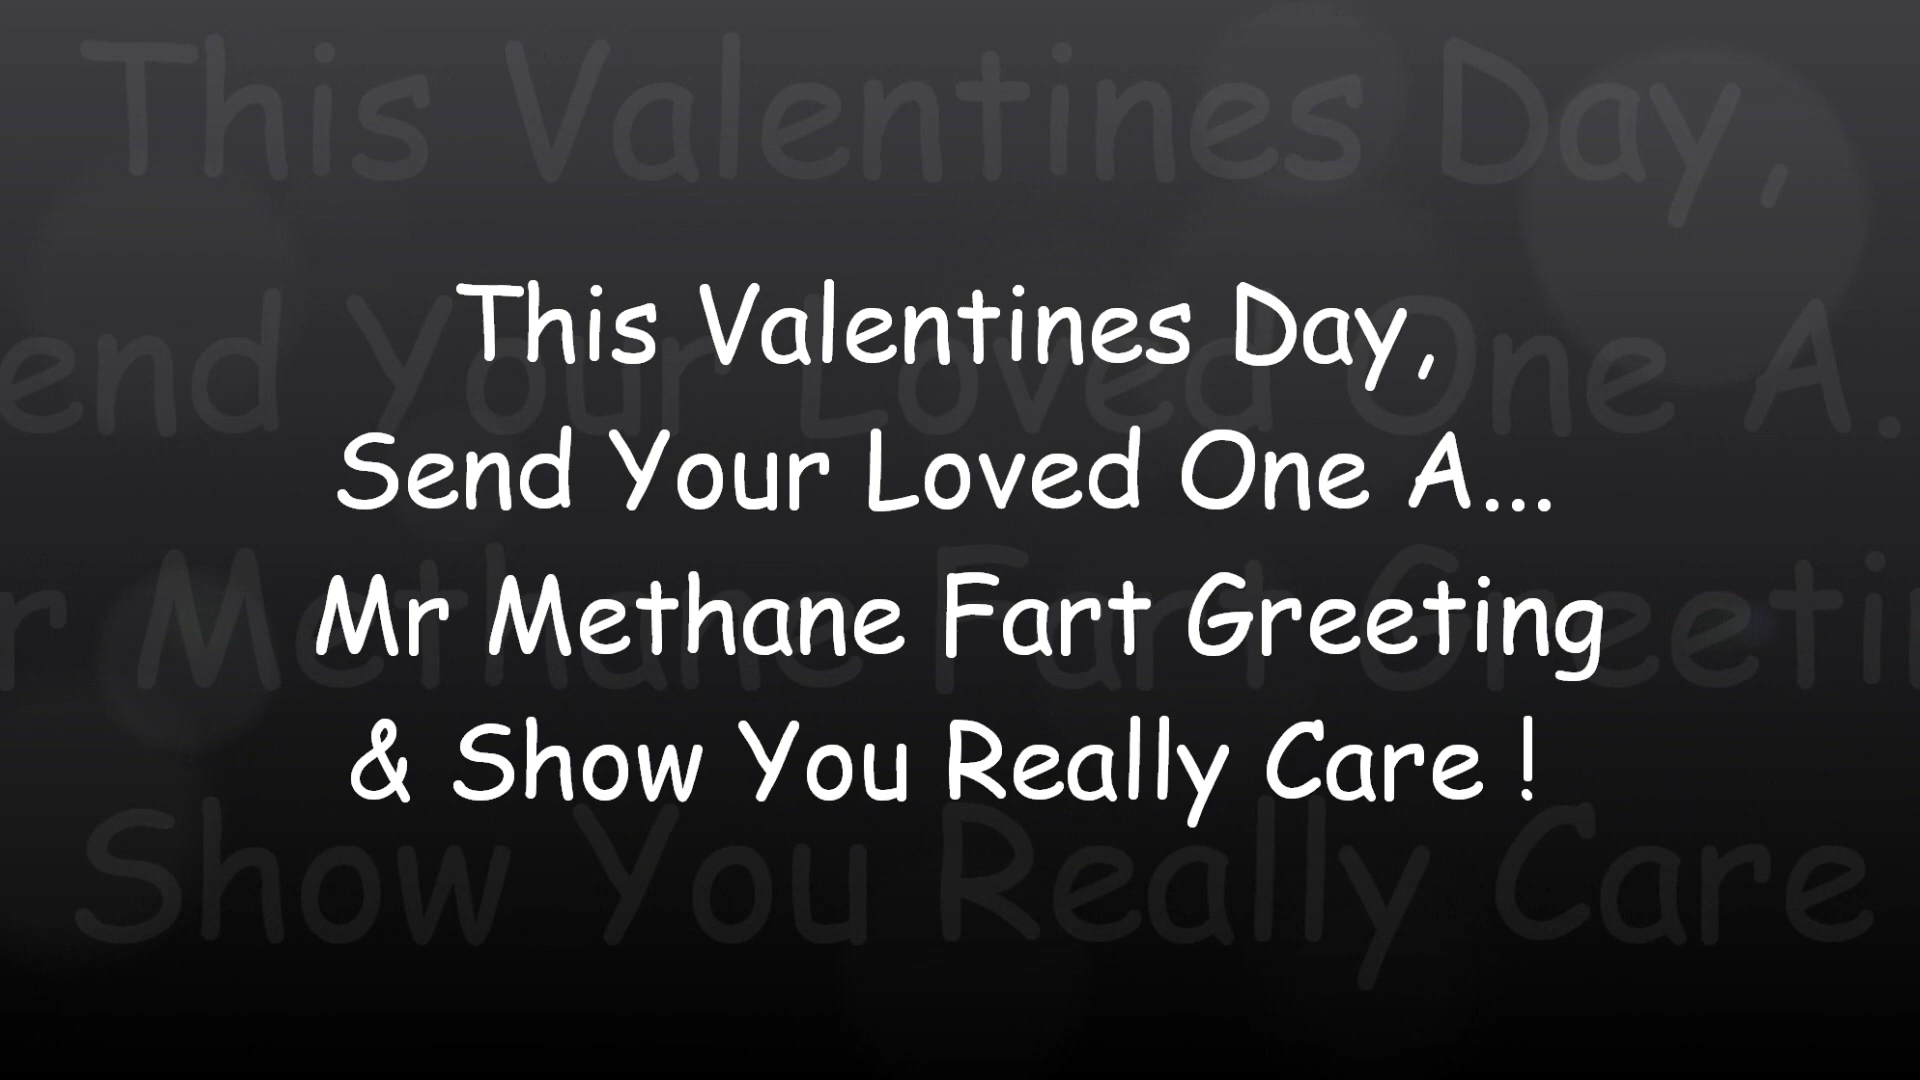 This Valentines Day,
Send Your Loved One A...
Mr Methane Fart Greeting
& Show You Really Care !